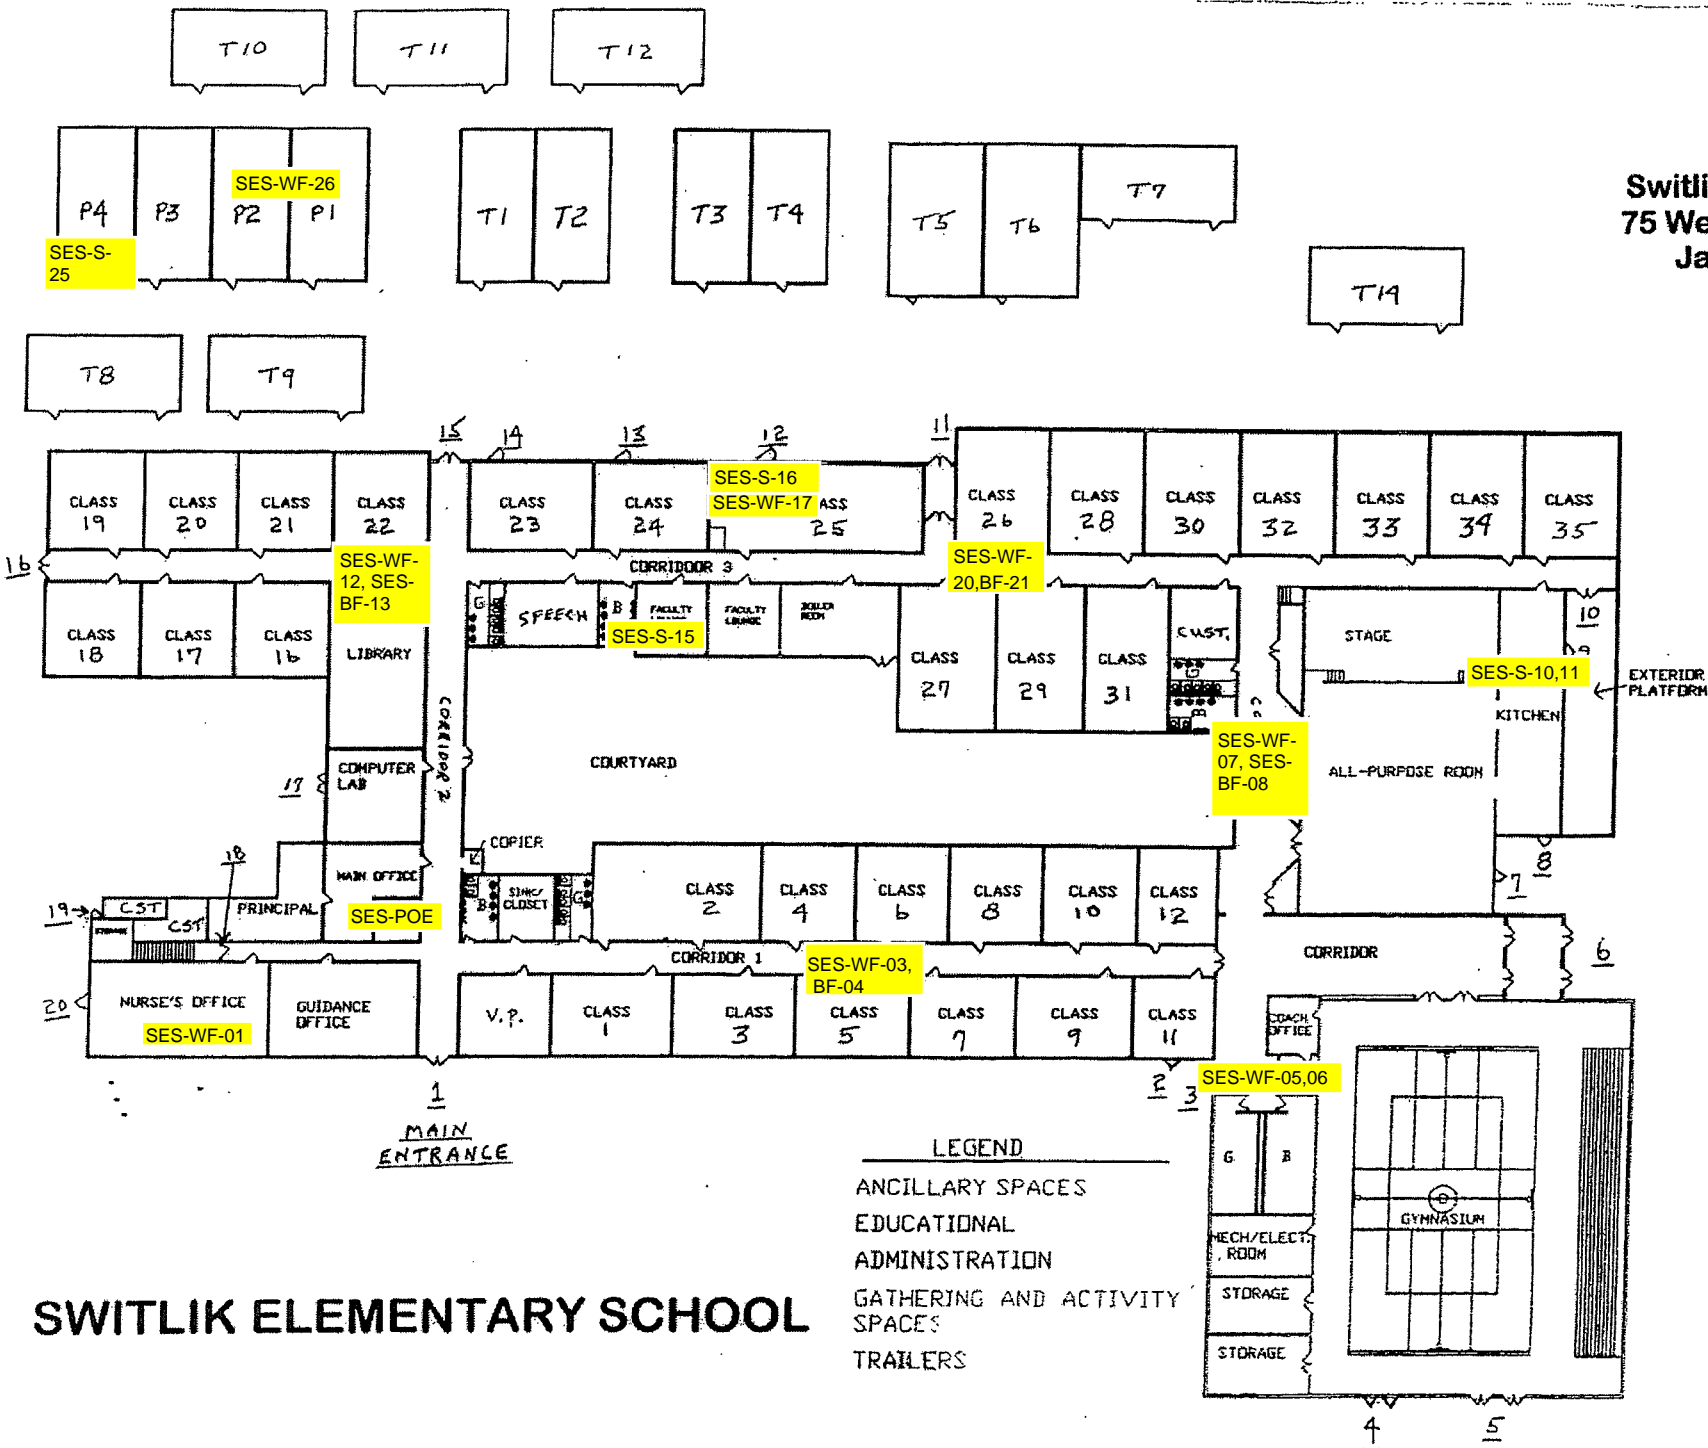 T10
T11
T12
P4
P3
P2
P1
SES-WF-26
SES-S-
25
T1
T2
T3
T4
T5
T6
T7
Switli
75 We
Ja
T14
T8
T9
15
14
13
12
11
16
CLASS
19
CLASS
20
CLASS
21
CLASS
22
CLASS
23
CLASS
24
SES-S-16
SES-WF-17
ASS
25
CLASS
26
CLASS
28
CLASS
30
CLASS
32
CLASS
33
CLASS
34
CLASS
35
SES-WF-
12, SES-
BF-13
CORRIDOOR 3
SES-WF-
20,BF-21
CLASS
18
CLASS
17
CLASS
16
LIBRARY
G
SPEECH
B
FACULTY
SES-S-15
FACULTY
LOUNGE
BOILER
ROOM
CLASS
27
CLASS
29
CLASS
31
CUST.
G
B
STAGE
10
9
SES-S-10,11
EXTERIOR
PLATFORM
KITCHEN
CORRIDOR 2
COURTYARD
SES-WF-
07, SES-
BF-08
ALL-PURPOSE ROOM
COMPUTER
LAB
17
COPIER
18
MAIN OFFICE
8
7
19
CST
CST
STORAGE
PRINCIPAL
SES-POE
B
SINK/
CLOSET
G
CLASS
2
CLASS
4
CLASS
6
CLASS
8
CLASS
10
CLASS
12
CORRIDOR 1
SES-WF-03,
BF-04
CORRIDOR
6
20
NURSE'S OFFICE
SES-WF-01
GUIDANCE
OFFICE
V.P.
CLASS
1
CLASS
3
CLASS
5
CLASS
7
CLASS
9
CLASS
11
COACH
OFFICE
SES-WF-05,06
1
MAIN
ENTRANCE
2
3
G
B
GYMNASIUM
MECH/ELECT.
ROOM
STORAGE
STORAGE
4
5
LEGEND
ANCILLARY SPACES
EDUCATIONAL
ADMINISTRATION
GATHERING AND ACTIVITY
SPACES
TRAILERS
SWITLIK ELEMENTARY SCHOOL